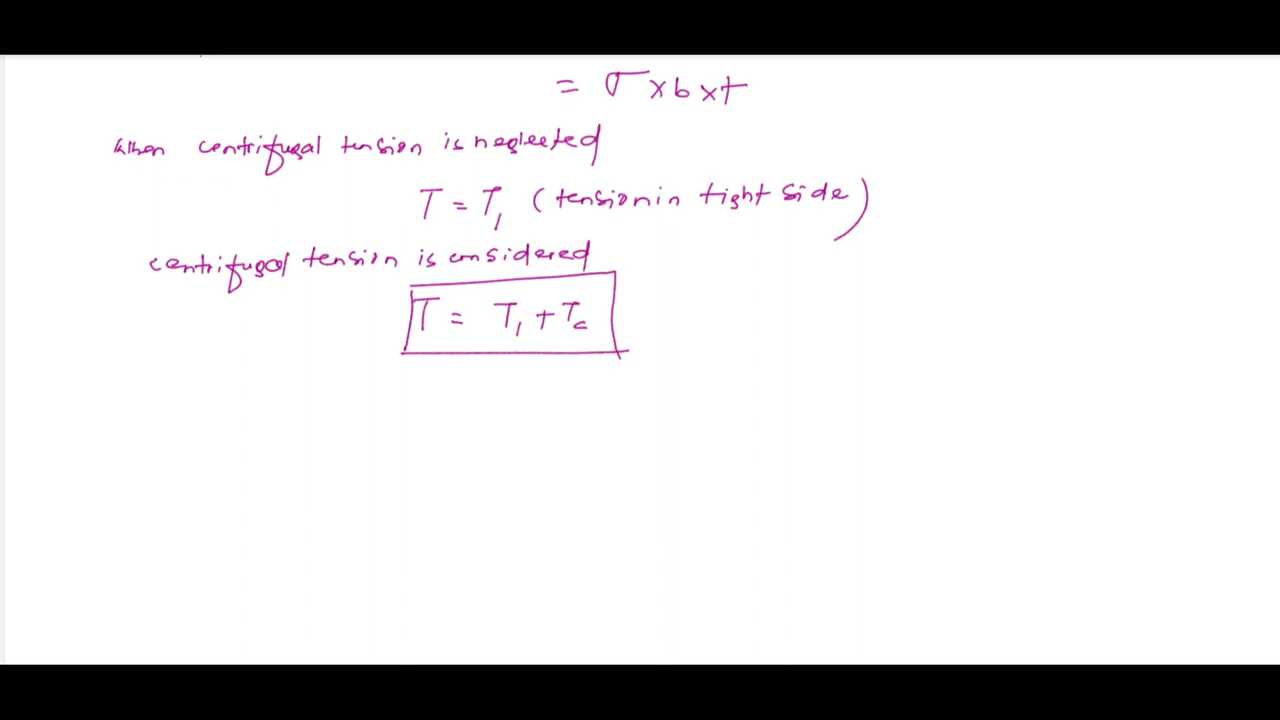 = σ × b × t
when centrifugal tension is neglected
T = T₁ (tension in tight side)
centrifugal tension is considered
T = T₁ + Tc